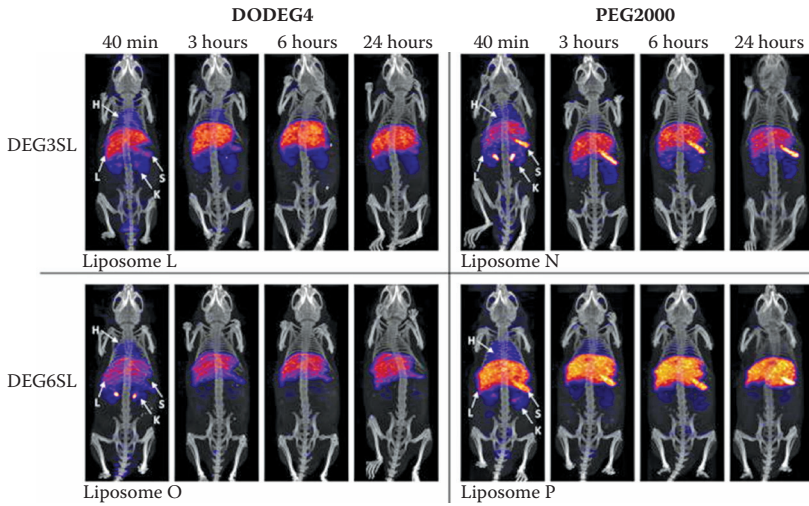 DODEG4
PEG2000
40 min 3 hours 6 hours 24 hours
40 min 3 hours 6 hours 24 hours
DEG3SL
H
L
S
K
H
L
S
K
Liposome L
Liposome N
DEG6SL
H
L
S
K
H
L
S
K
Liposome O
Liposome P